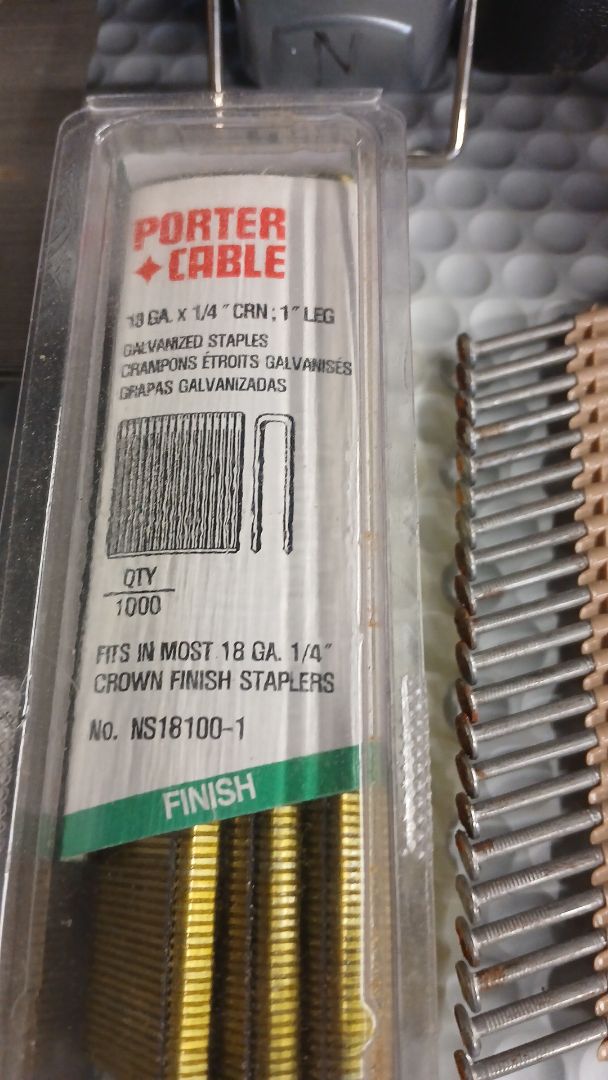 N
PORTER
CABLE
18 GA. X 1/4" CRN; 1" LEG
GALVANIZED STAPLES
CRAMPONS ÉTROITS GALVANISÉS
GRAPAS GALVANIZADAS
QTY
1000
FITS IN MOST 18 GA. 1/4"
CROWN FINISH STAPLERS
No. NS18100-1
FINISH